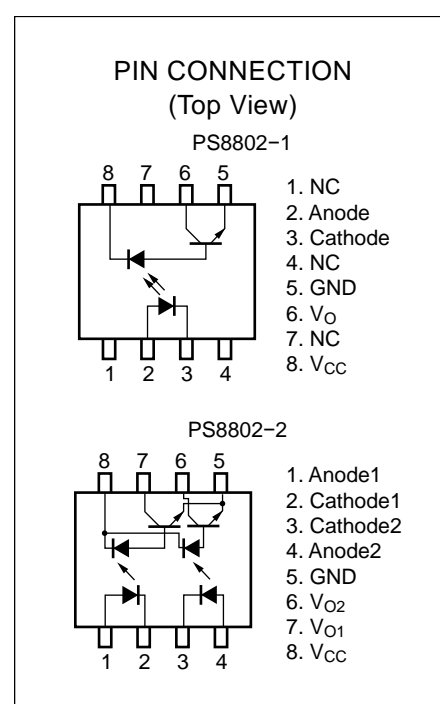 PIN CONNECTION
(Top View)
PS8802−1
8 7 6 5
1. NC
2. Anode
3. Cathode
4. NC
5. GND
6. VO
7. NC
8. VCC
1 2 3 4
PS8802−2
8 7 6 5
1. Anode1
2. Cathode1
3. Cathode2
4. Anode2
5. GND
6. VO2
7. VO1
8. VCC
1 2 3 4